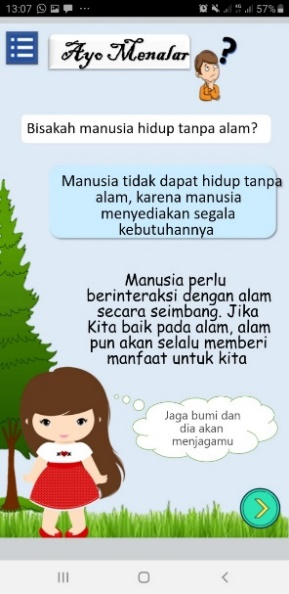 13:07
57%
Ayo Menalar
?
Bisakah manusia hidup tanpa alam?
Manusia tidak dapat hidup tanpa
alam, karena manusia
menyediakan segala
kebutuhannya
Manusia perlu
berinteraksi dengan alam
secara seimbang. Jika
Kita baik pada alam, alam
pun akan selalu memberi
manfaat untuk kita
Jaga bumi dan
dia akan
menjagamu